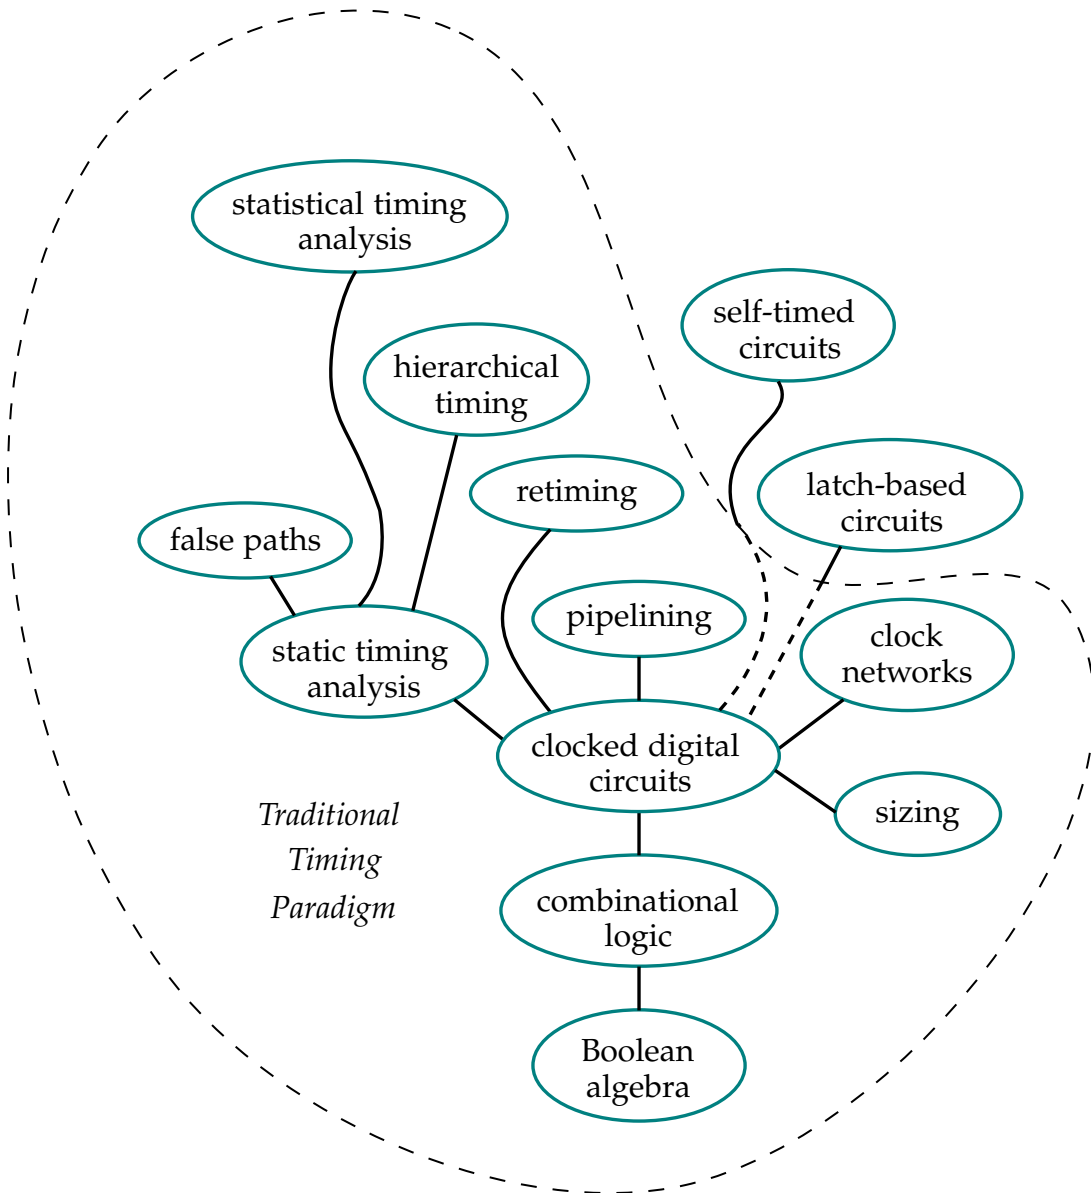 statistical timing
analysis
self-timed
circuits
hierarchical
timing
retiming
latch-based
circuits
false paths
pipelining
static timing
analysis
clock
networks
clocked digital
circuits
sizing
Traditional
Timing
Paradigm
combinational
logic
Boolean
algebra